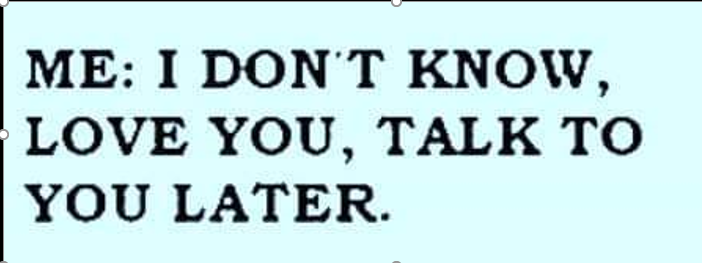 ME: I DON'T KNOW,
LOVE YOU, TALK TO
YOU LATER.